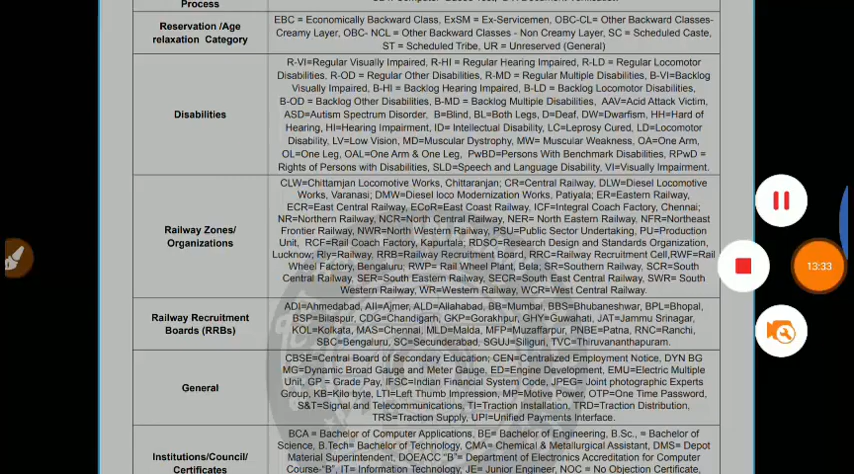 Process
Reservation /Age
relaxation Category
EBC = Economically Backward Class, ExSM = Ex-Servicemen, OBC-CL= Other Backward Classes-
Creamy Layer, OBC- NCL = Other Backward Classes - Non Creamy Layer, SC = Scheduled Caste,
ST = Scheduled Tribe, UR = Unreserved (General)
Disabilities
R-VI=Regular Visually Impaired, R-HI = Regular Hearing Impaired, R-LD = Regular Locomotor
Disabilities, R-OD = Regular Other Disabilities, R-MD = Regular Multiple Disabilities, B-VI=Backlog
Visually Impaired, B-HI = Backlog Hearing Impaired, B-LD = Backlog Locomotor Disabilities,
B-OD = Backlog Other Disabilities, B-MD = Backlog Multiple Disabilities, AAV=Acid Attack Victim,
ASD=Autism Spectrum Disorder, B=Blind, BL=Both Legs, D=Deaf, DW=Dwarfism, HH=Hard of
Hearing, HI=Hearing Impairment, ID= Intellectual Disability, LC=Leprosy Cured, LD=Locomotor
Disability, LV=Low Vision, MD=Muscular Dystrophy, MW= Muscular Weakness, OA=One Arm,
OL=One Leg, OAL=One Arm & One Leg, PwBD=Persons With Benchmark Disabilities, RPwD =
Rights of Persons with Disabilities, SLD=Speech and Language Disability, VI=Visually Impairment.
Railway Zones/
Organizations
CLW=Chittarnjan Locomotive Works, Chittaranjan; CR=Central Railway, DLW=Diesel Locomotive
Works, Varanasi; DMW=Diesel loco Modernization Works, Patiyala; ER=Eastern Railway,
ECR=East Central Railway, ECoR=East Coast Railway, ICF=Integral Coach Factory, Chennai;
NR=Northern Railway, NCR=North Central Railway, NER= North Eastern Railway, NFR=Northeast
Frontier Railway, NWR=North Western Railway, PSU=Public Sector Undertaking, PU=Production
Unit, RCF=Rail Coach Factory, Kapurtala; RDSO=Research Design and Standards Organization,
Lucknow; Rly=Railway, RRB=Railway Recruitment Board, RRC=Railway Recruitment Cell,RWF=Rail
Wheel Factory, Bengaluru; RWP= Rail Wheel Plant, Bela; SR=Southern Railway, SCR=South
Central Railway, SER=South Eastern Railway, SECR=South East Central Railway, SWR= South
Western Railway, WR=Western Railway, WCR=West Central Railway.
Railway Recruitment
Boards (RRBs)
ADI=Ahmedabad, AII=Ajmer, ALD=Allahabad, BB=Mumbai, BBS=Bhubaneshwar, BPL=Bhopal,
BSP=Bilaspur, CDG=Chandigarh, GKP=Gorakhpur, GHY=Guwahati, JAT=Jammu Srinagar,
KOL=Kolkata, MAS=Chennai, MLD=Malda, MFP=Muzaffarpur, PNBE=Patna, RNC=Ranchi,
SBC=Bengaluru, SC=Secunderabad, SGUJ=Siliguri, TVC=Thiruvananthapuram.
General
CBSE=Central Board of Secondary Education; CEN=Centralized Employment Notice, DYN BG
MG=Dynamic Broad Gauge and Meter Gauge, ED=Engine Development, EMU=Electric Multiple
Unit, GP = Grade Pay, IFSC=Indian Financial System Code, JPEG= Joint photographic Experts
Group, KB=Kilo byte, LTI=Left Thumb Impression, MP=Motive Power, OTP=One Time Password,
S&T=Signal and Telecommunications, TI=Traction Installation, TRD=Traction Distribution,
TRS=Traction Supply, UPI=Unified Payments Interface.
Institutions/Council/
Certificates
BCA = Bachelor of Computer Applications, BE= Bachelor of Engineering, B.Sc., = Bachelor of
Science, B.Tech= Bachelor of Technology, CMA= Chemical & Metallurgical Assistant, DMS= Depot
Material Superintendent, DOEACC "B"= Department of Electronics Accreditation for Computer
Course-"B", IT= Information Technology, JE= Junior Engineer, NOC = No Objection Certificate,
13:33